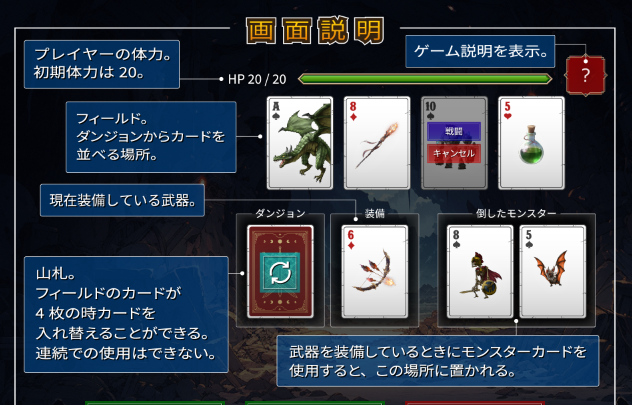 画面説明
プレイヤーの体力。
初期体力は 20。
ゲーム説明を表示。
HP 20 / 20
?
フィールド。
ダンジョンからカードを
並べる場所。
A
8
10
戦闘
キャンセル
5
現在装備している武器。
ダンジョン
装備
倒したモンスター
6
8
5
山札。
フィールドのカードが
4 枚の時カードを
入れ替えることができる。
連続での使用はできない。
武器を装備しているときにモンスターカードを
使用すると、この場所に置かれる。